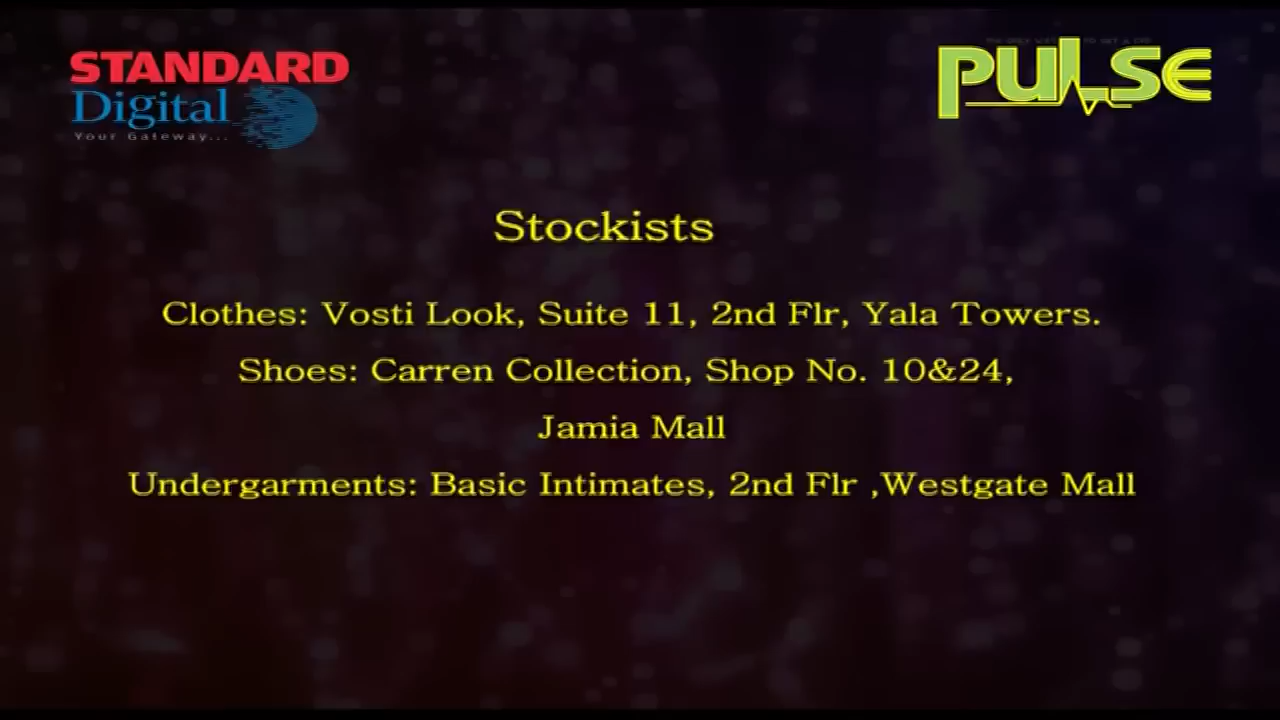 STANDARD
Digital
Your Gateway...
PULSE
Stockists
Clothes: Vosti Look, Suite 11, 2nd Flr, Yala Towers.
Shoes: Carren Collection, Shop No. 10&24,
Jamia Mall
Undergarments: Basic Intimates, 2nd Flr ,Westgate Mall